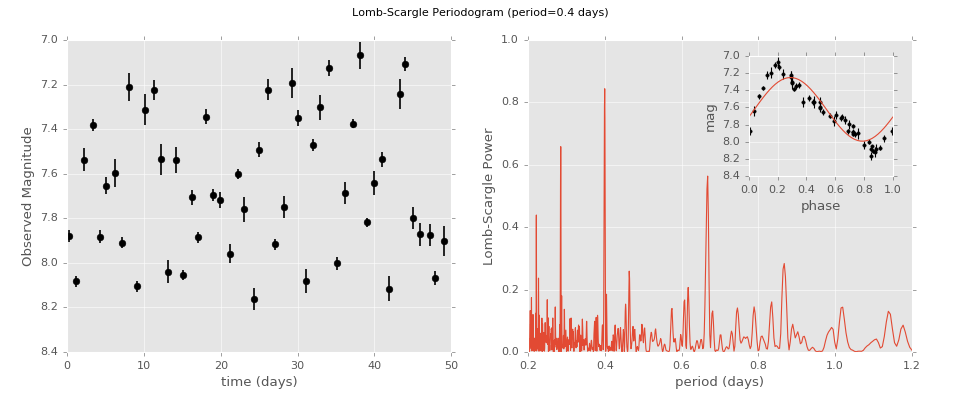 Lomb-Scargle Periodogram (period=0.4 days)
7.0
7.2
7.4
7.6
7.8
8.0
8.2
8.4
Observed Magnitude
0 10 20 30 40 50
time (days)
1.0
0.8
0.6
0.4
0.2
0.0
Lomb-Scargle Power
0.2 0.4 0.6 0.8 1.0 1.2
period (days)
7.0
7.2
7.4
7.6
7.8
8.0
8.2
8.4
mag
0.0 0.2 0.4 0.6 0.8 1.0
phase